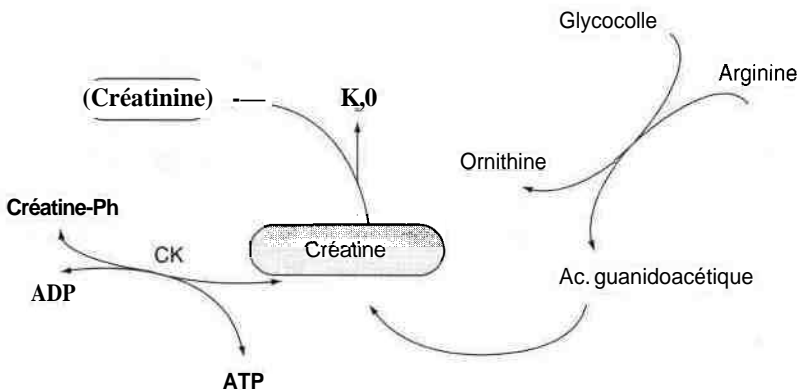 Glycocolle
Arginine
(Créatinine)
K,0
Ornithine
Créatine-Ph
CK
Créatine
Ac. guanidoacétique
ADP
ATP